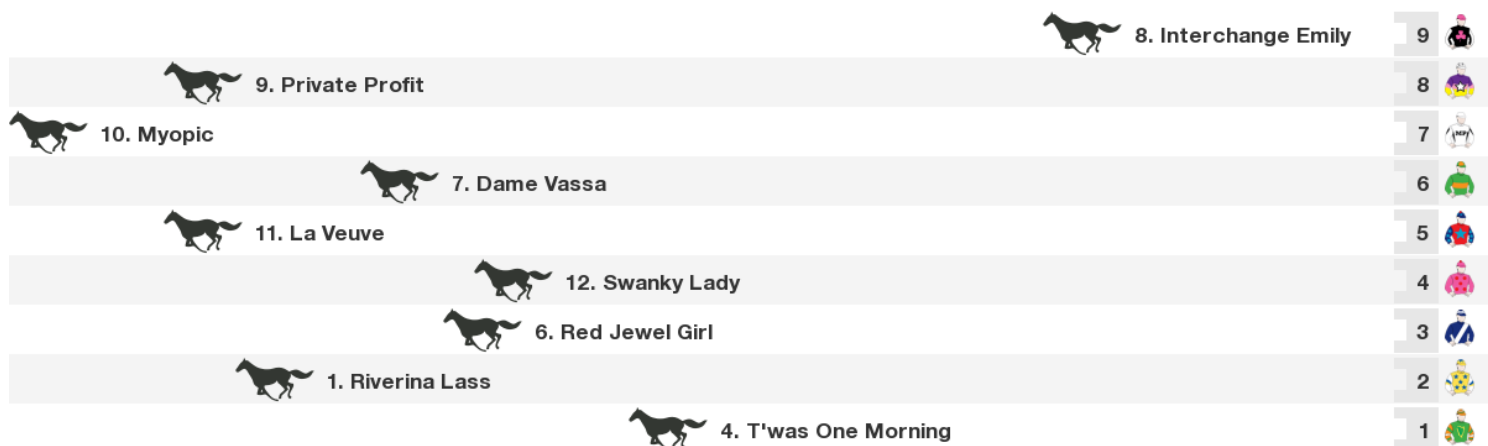 8. Interchange Emily 9
9. Private Profit 8
10. Myopic 7
7. Dame Vassa 6
11. La Veuve 5
12. Swanky Lady 4
6. Red Jewel Girl 3
1. Riverina Lass 2
4. T'was One Morning 1